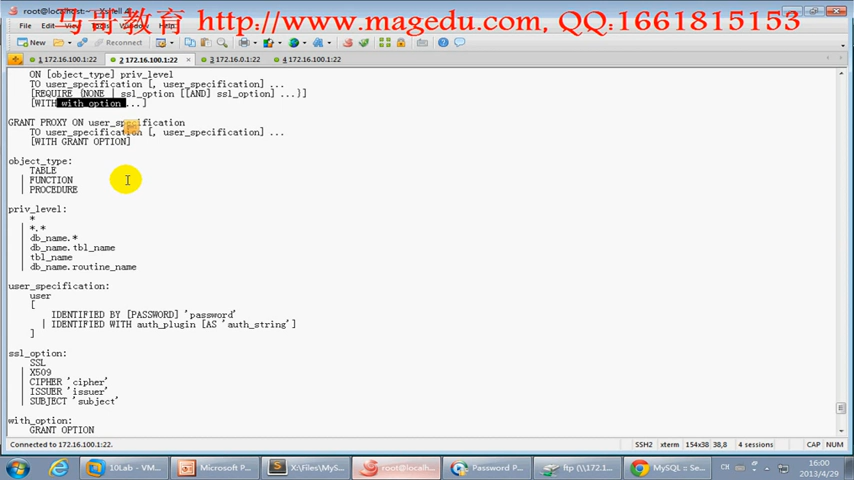 root@localhost:~ - Xshell 4
马哥教育 http://www.magedu.com, QQ:1661815153
File Edit View Tools Window Help
New Reconnect
1 172.16.100.1:22 2 172.16.100.1:22 3 172.16.0.1:22 4 172.16.100.1:22
ON [object_type] priv_level
TO user_specification [, user_specification] ...
[REQUIRE {NONE | ssl_option [[AND] ssl_option] ...}]
[WITH with_option ...]
GRANT PROXY ON user_specification
TO user_specification [, user_specification] ...
[WITH GRANT OPTION]
object_type:
TABLE
| FUNCTION
| PROCEDURE
priv_level:
*
| *.*
| db_name.*
| db_name.tbl_name
| tbl_name
| db_name.routine_name
user_specification:
user
[
IDENTIFIED BY [PASSWORD] 'password'
| IDENTIFIED WITH auth_plugin [AS 'auth_string']
]
ssl_option:
SSL
| X509
| CIPHER 'cipher'
| ISSUER 'issuer'
| SUBJECT 'subject'
with_option:
GRANT OPTION
Connected to 172.16.100.1:22. SSH2 xterm 154x38 38,8 4 sessions CAP NUM
10Lab - VM... Microsoft P... X:\Files\MyS... root@localh... Password P... ftp (\\172.1... MySQL = Se... CH 16:00
2013/4/29